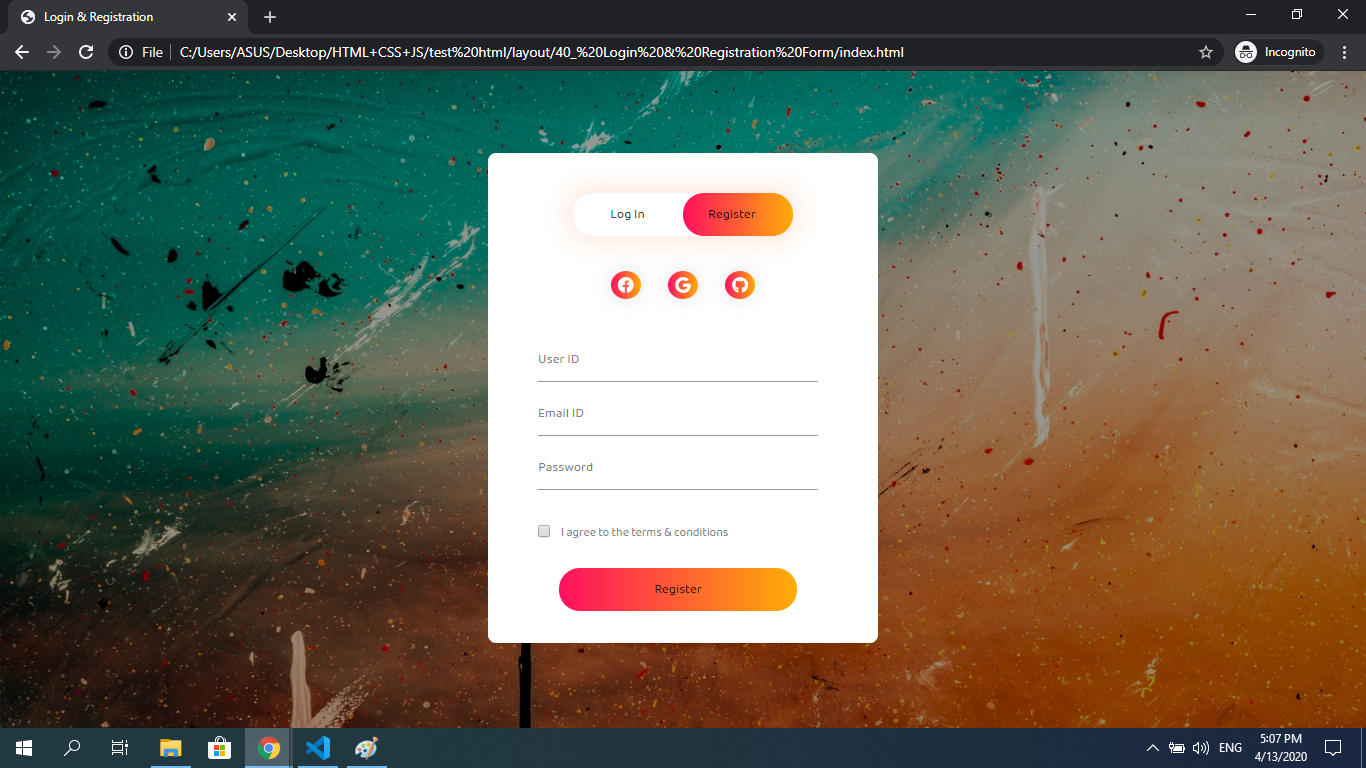 Login & Registration
File
C:/Users/ASUS/Desktop/HTML+CSS+JS/test%20html/layout/40_%20Login%20&%20Registration%20Form/index.html
Incognito
Log In
Register
User ID
Email ID
Password
I agree to the terms & conditions
Register
ENG
5:07 PM
4/13/2020